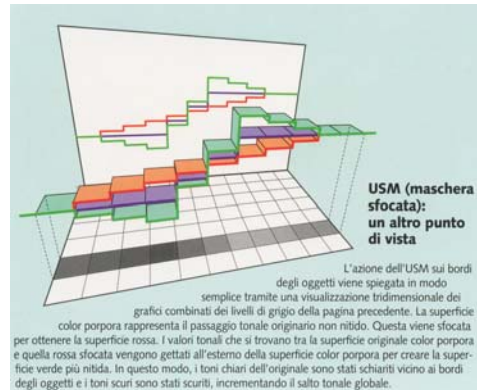 USM (maschera
sfocata):
un altro punto
di vista
L'azione dell'USM sui bordi
degli oggetti viene spiegata in modo
semplice tramite una visualizzazione tridimensionale dei
grafici combinati dei livelli di grigio della pagina precedente. La superficie
color porpora rappresenta il passaggio tonale originario non nitido. Questa viene sfocata
per ottenere la superficie rossa. I valori tonali che si trovano tra la superficie originale color porpora
e quella rossa sfocata vengono gettati all'esterno della superficie color porpora per creare la super-
ficie verde più nitida. In questo modo, i toni chiari dell'originale sono stati schiariti vicino ai bordi
degli oggetti e i toni scuri sono stati scuriti, incrementando il salto tonale globale.